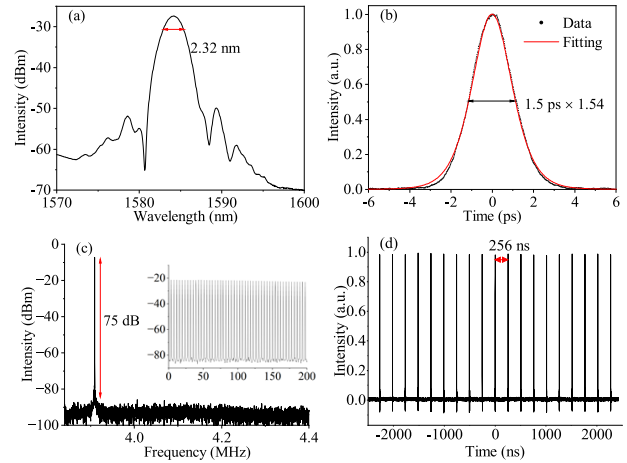 (a)
2.32 nm
Intensity (dBm)
-30
-40
-50
-60
-70
1570
1580
1590
1600
Wavelength (nm)
(b)
Data
Fitting
1.5 ps × 1.54
Intensity (a.u.)
1.0
0.8
0.6
0.4
0.2
0.0
-6
-4
-2
0
2
4
6
Time (ps)
(c)
75 dB
Intensity (dBm)
0
−20
−40
−60
−80
−100
4.0
4.2
4.4
Frequency (MHz)
−20
−40
−60
−80
0
50
100
150
200
(d)
256 ns
Intensity (a.u.)
1.0
0.8
0.6
0.4
0.2
0.0
-2000
-1000
0
1000
2000
Time (ns)